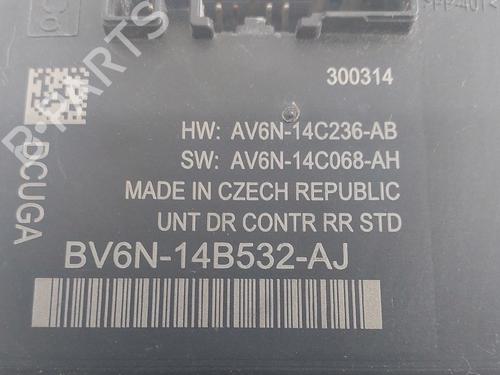 300314
HW: AV6N-14C236-AB
SW: AV6N-14C068-AH
MADE IN CZECH REPUBLIC
UNT DR CONTR RR STD
DCUGA
BV6N-14B532-AJ
B-PARTS